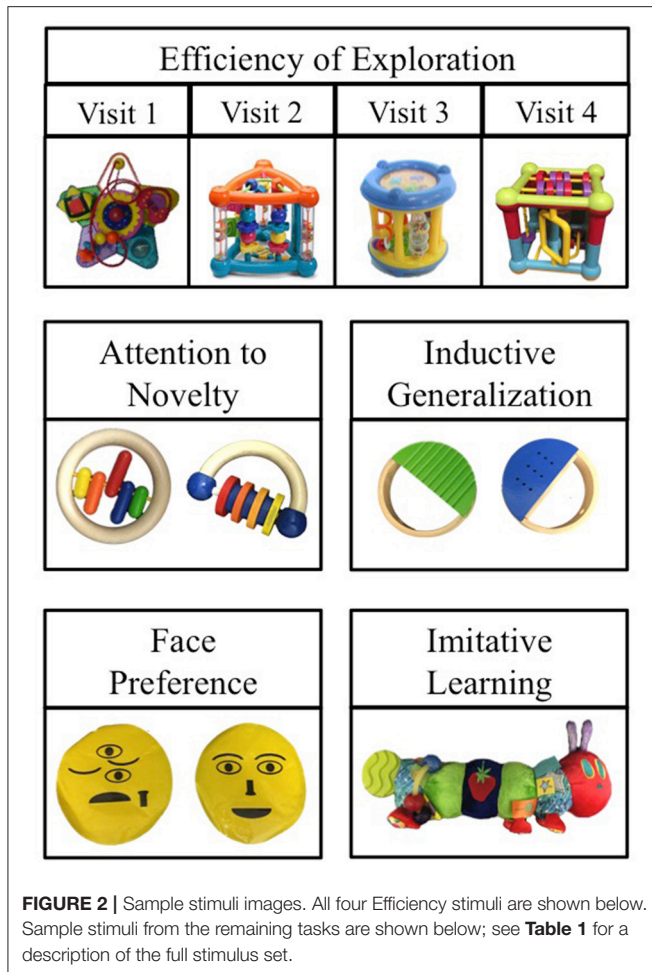 Efficiency of Exploration
Visit 1 Visit 2 Visit 3 Visit 4
Attention to
Novelty
Inductive
Generalization
Face
Preference
Imitative
Learning
FIGURE 2 | Sample stimuli images. All four Efficiency stimuli are shown below.
Sample stimuli from the remaining tasks are shown below; see Table 1 for a
description of the full stimulus set.